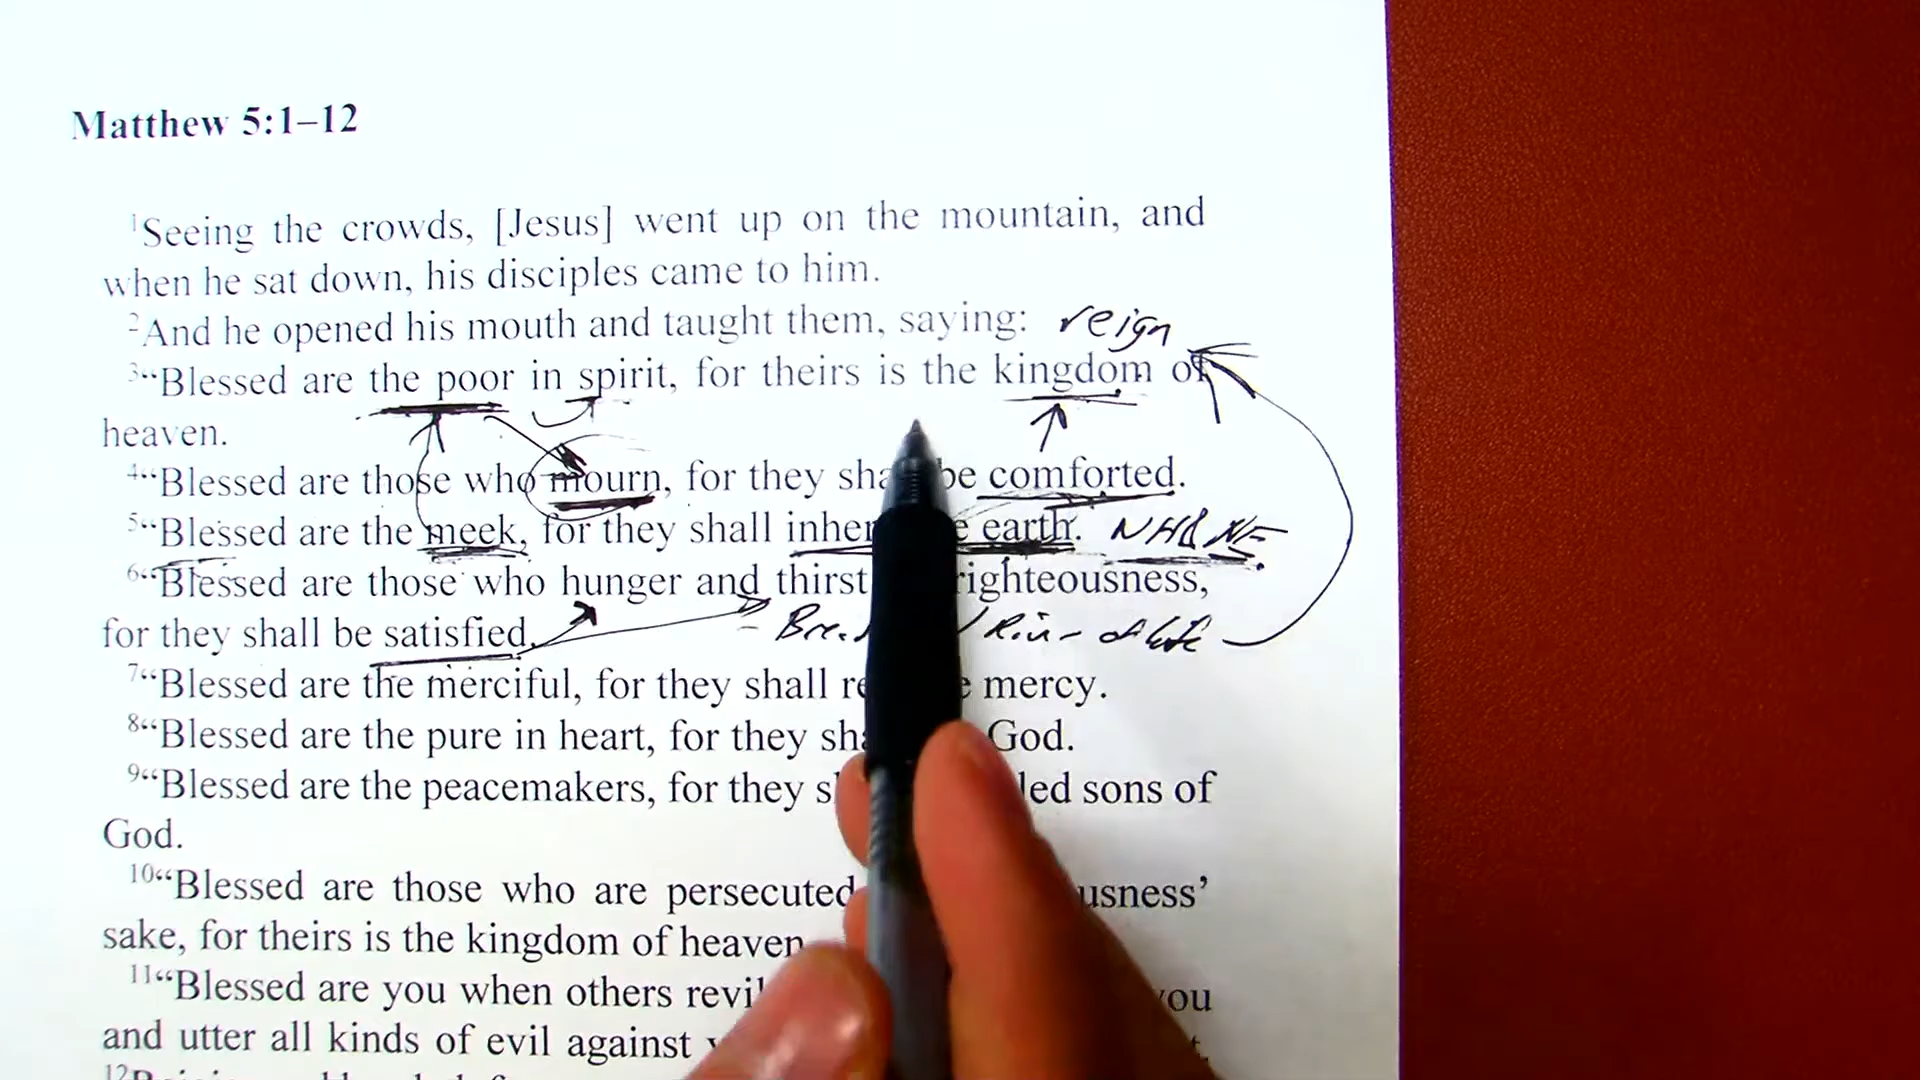 Matthew 5:1–12
1Seeing the crowds, [Jesus] went up on the mountain, and
when he sat down, his disciples came to him.
2And he opened his mouth and taught them, saying: reign
3“Blessed are the poor in spirit, for theirs is the kingdom of
heaven.
4“Blessed are those who mourn, for they sha be comforted.
5“Blessed are the meek, for they shall inher e earth. NH& NE
6“Blessed are those who hunger and thirst righteousness,
for they shall be satisfied.
7“Blessed are the merciful, for they shall re e mercy.
8“Blessed are the pure in heart, for they sha God.
9“Blessed are the peacemakers, for they s led sons of
God.
10“Blessed are those who are persecuted usness’
sake, for theirs is the kingdom of heaven
11“Blessed are you when others revil you
and utter all kinds of evil against